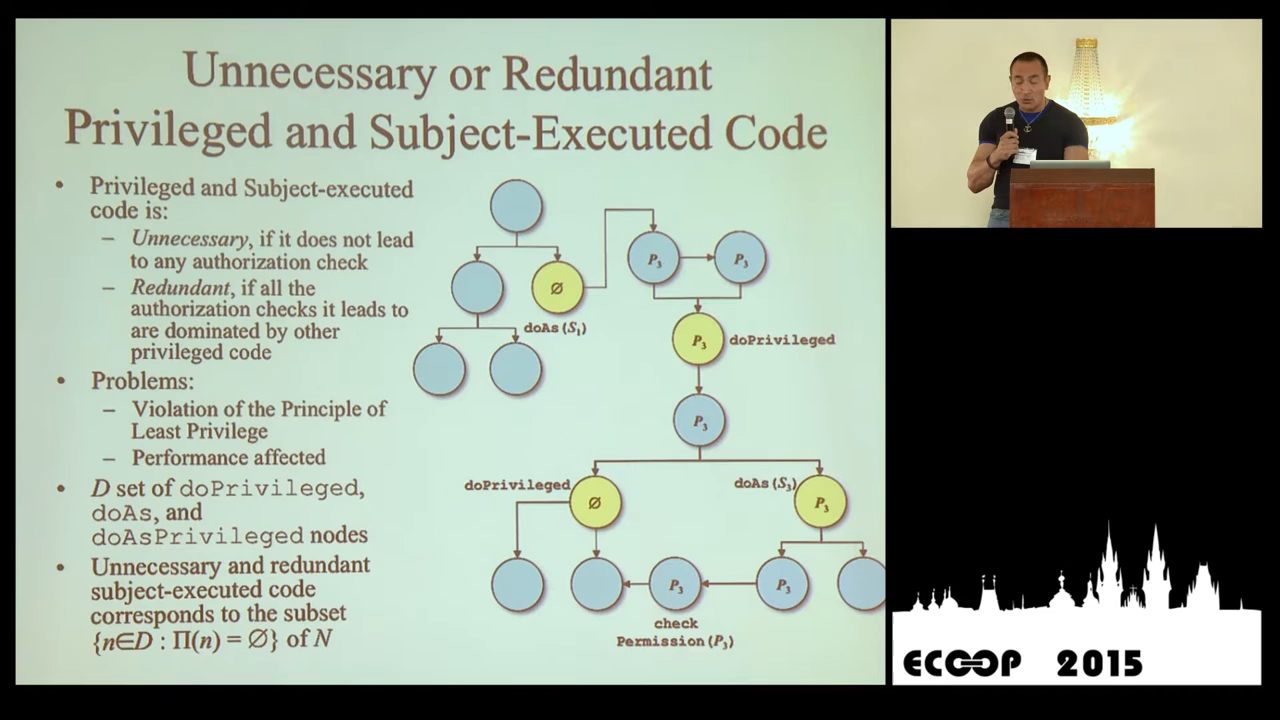 Unnecessary or Redundant
Privileged and Subject-Executed Code
• Privileged and Subject-executed
code is:
– Unnecessary, if it does not lead
to any authorization check
– Redundant, if all the
authorization checks it leads to
are dominated by other
privileged code
• Problems:
– Violation of the Principle of
Least Privilege
– Performance affected
• D set of doPrivileged,
doAs, and
doAsPrivileged nodes
• Unnecessary and redundant
subject-executed code
corresponds to the subset
{n∈D : Π(n) = Ø} of N
P₃
P₃
Ø
doAs(S₁)
P₃
doPrivileged
P₃
doPrivileged
Ø
doAs(S₃)
P₃
P₃
P₃
check
Permission(P₃)
ECOOP 2015